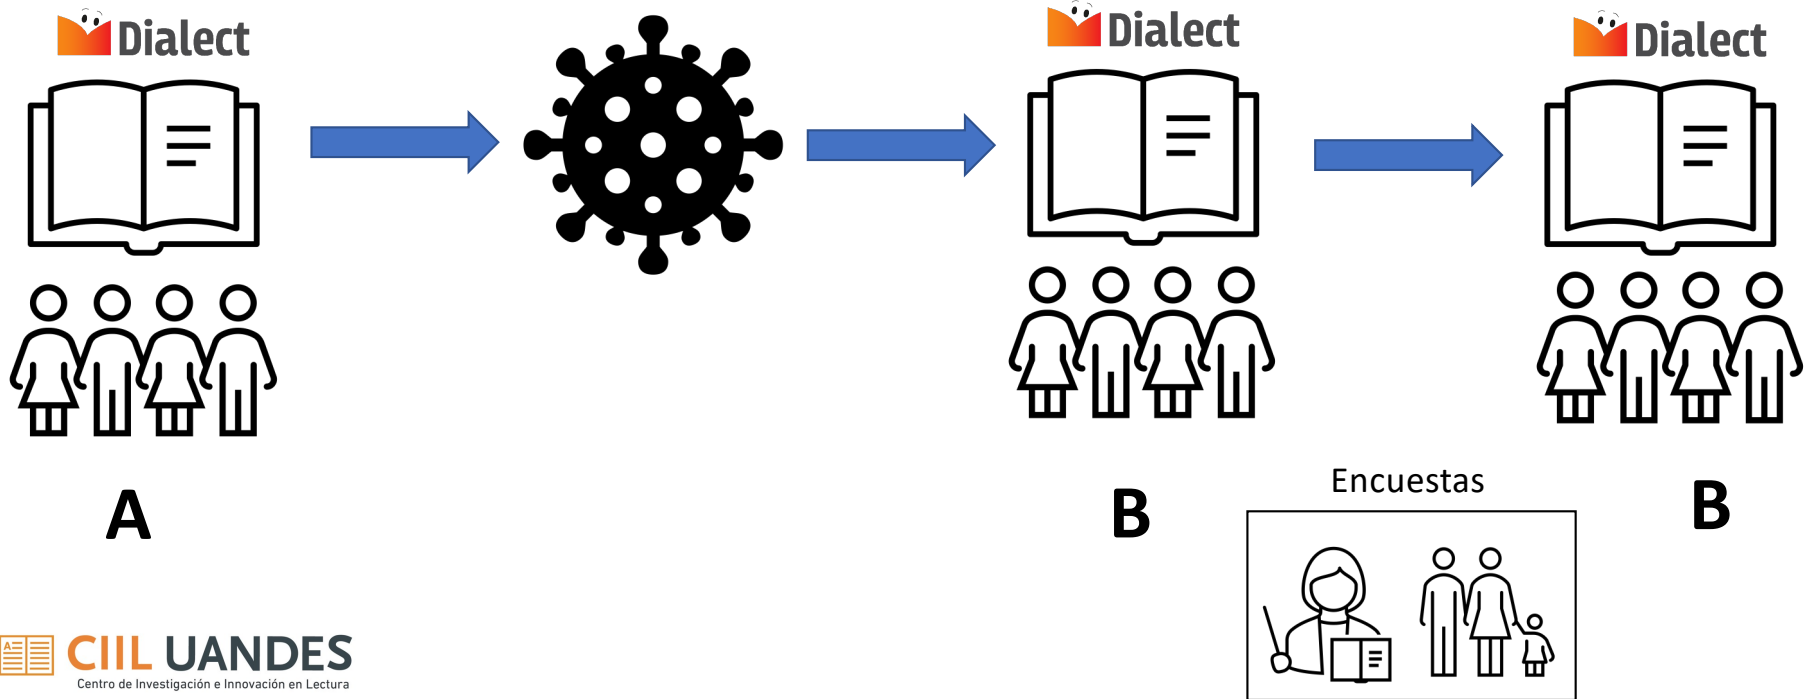 Dialect
Dialect
Dialect
A
B
Encuestas
B
A
CIIL UANDES
Centro de Investigación e Innovación en Lectura